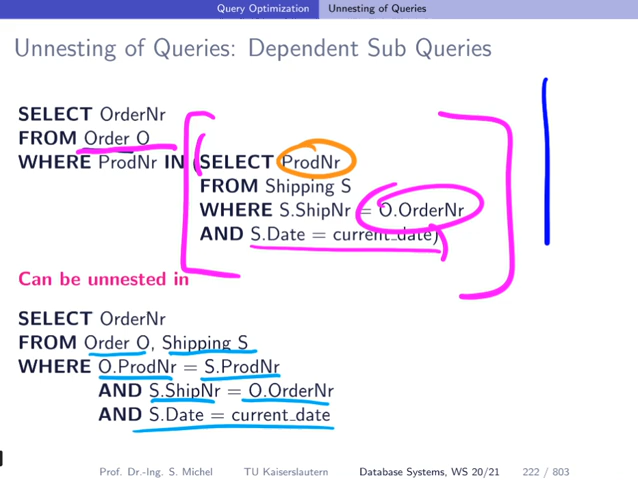 Query Optimization Unnesting of Queries
Unnesting of Queries: Dependent Sub Queries
SELECT OrderNr
FROM Order O
WHERE ProdNr IN (SELECT ProdNr
FROM Shipping S
WHERE S.ShipNr = O.OrderNr
AND S.Date = current_date)
Can be unnested in
SELECT OrderNr
FROM Order O, Shipping S
WHERE O.ProdNr = S.ProdNr
AND S.ShipNr = O.OrderNr
AND S.Date = current_date
Prof. Dr.-Ing. S. Michel TU Kaiserslautern Database Systems, WS 20/21 222 / 803